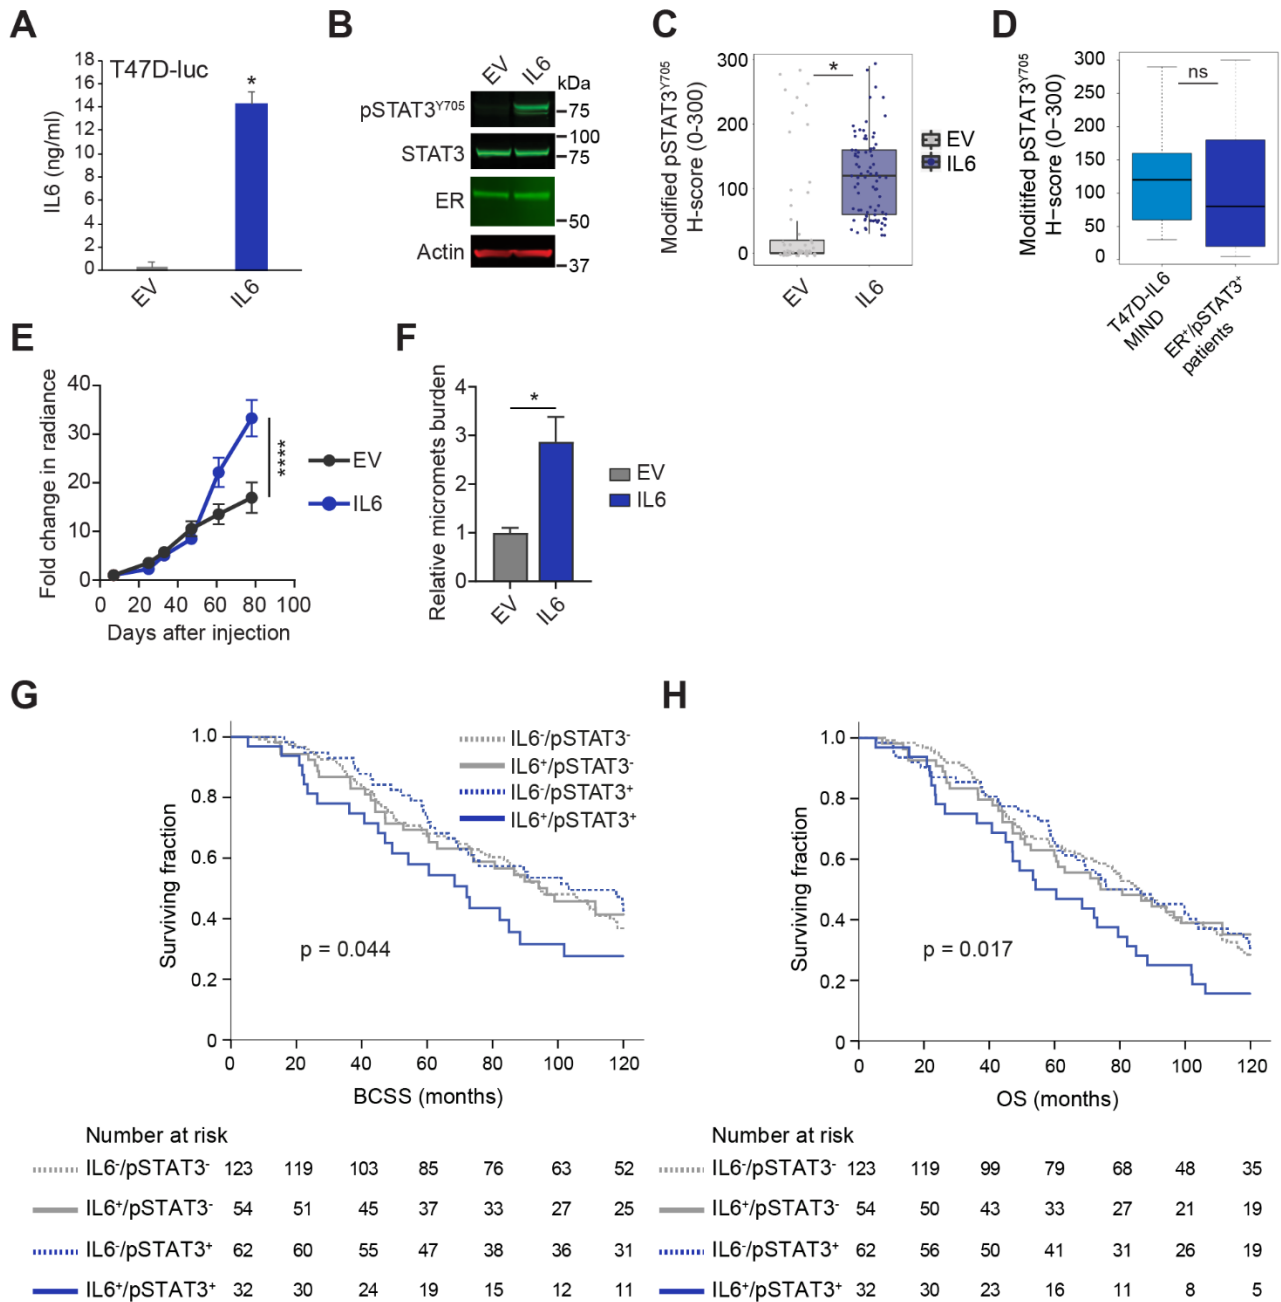 A
T47D-luc
*
IL6 (ng/ml)
18
16
14
12
10
8
6
4
2
0
EV
IL6
B
EV
IL6
kDa
pSTAT3Y705
75
100
STAT3
75
ER
50
Actin
37
C
Modified pSTAT3Y705
H-score (0-300)
300
200
100
0
*
EV
IL6
EV
IL6
D
Moditifed pSTAT3Y705
H−score (0−300)
300
250
200
150
100
50
0
ns
T47D-IL6
MIND
ER+/pSTAT3+
patients
E
Fold change in radiance
40
30
20
10
0
0 20 40 60 80 100
Days after injection
****
EV
IL6
F
Relative micromets burden
4
3
2
1
0
*
EV
IL6
EV
IL6
G
Surviving fraction
1.0
0.8
0.6
0.4
0.2
0
IL6-/pSTAT3-
IL6+/pSTAT3-
IL6-/pSTAT3+
IL6+/pSTAT3+
p = 0.044
0 20 40 60 80 100 120
BCSS (months)
Number at risk
IL6-/pSTAT3- 123 119 103 85 76 63 52
IL6+/pSTAT3- 54 51 45 37 33 27 25
IL6-/pSTAT3+ 62 60 55 47 38 36 31
IL6+/pSTAT3+ 32 30 24 19 15 12 11
H
Surviving fraction
1.0
0.8
0.6
0.4
0.2
0
p = 0.017
0 20 40 60 80 100 120
OS (months)
Number at risk
IL6-/pSTAT3- 123 119 99 79 68 48 35
IL6+/pSTAT3- 54 50 43 33 27 21 19
IL6-/pSTAT3+ 62 56 50 41 31 26 19
IL6+/pSTAT3+ 32 30 23 16 11 8 5